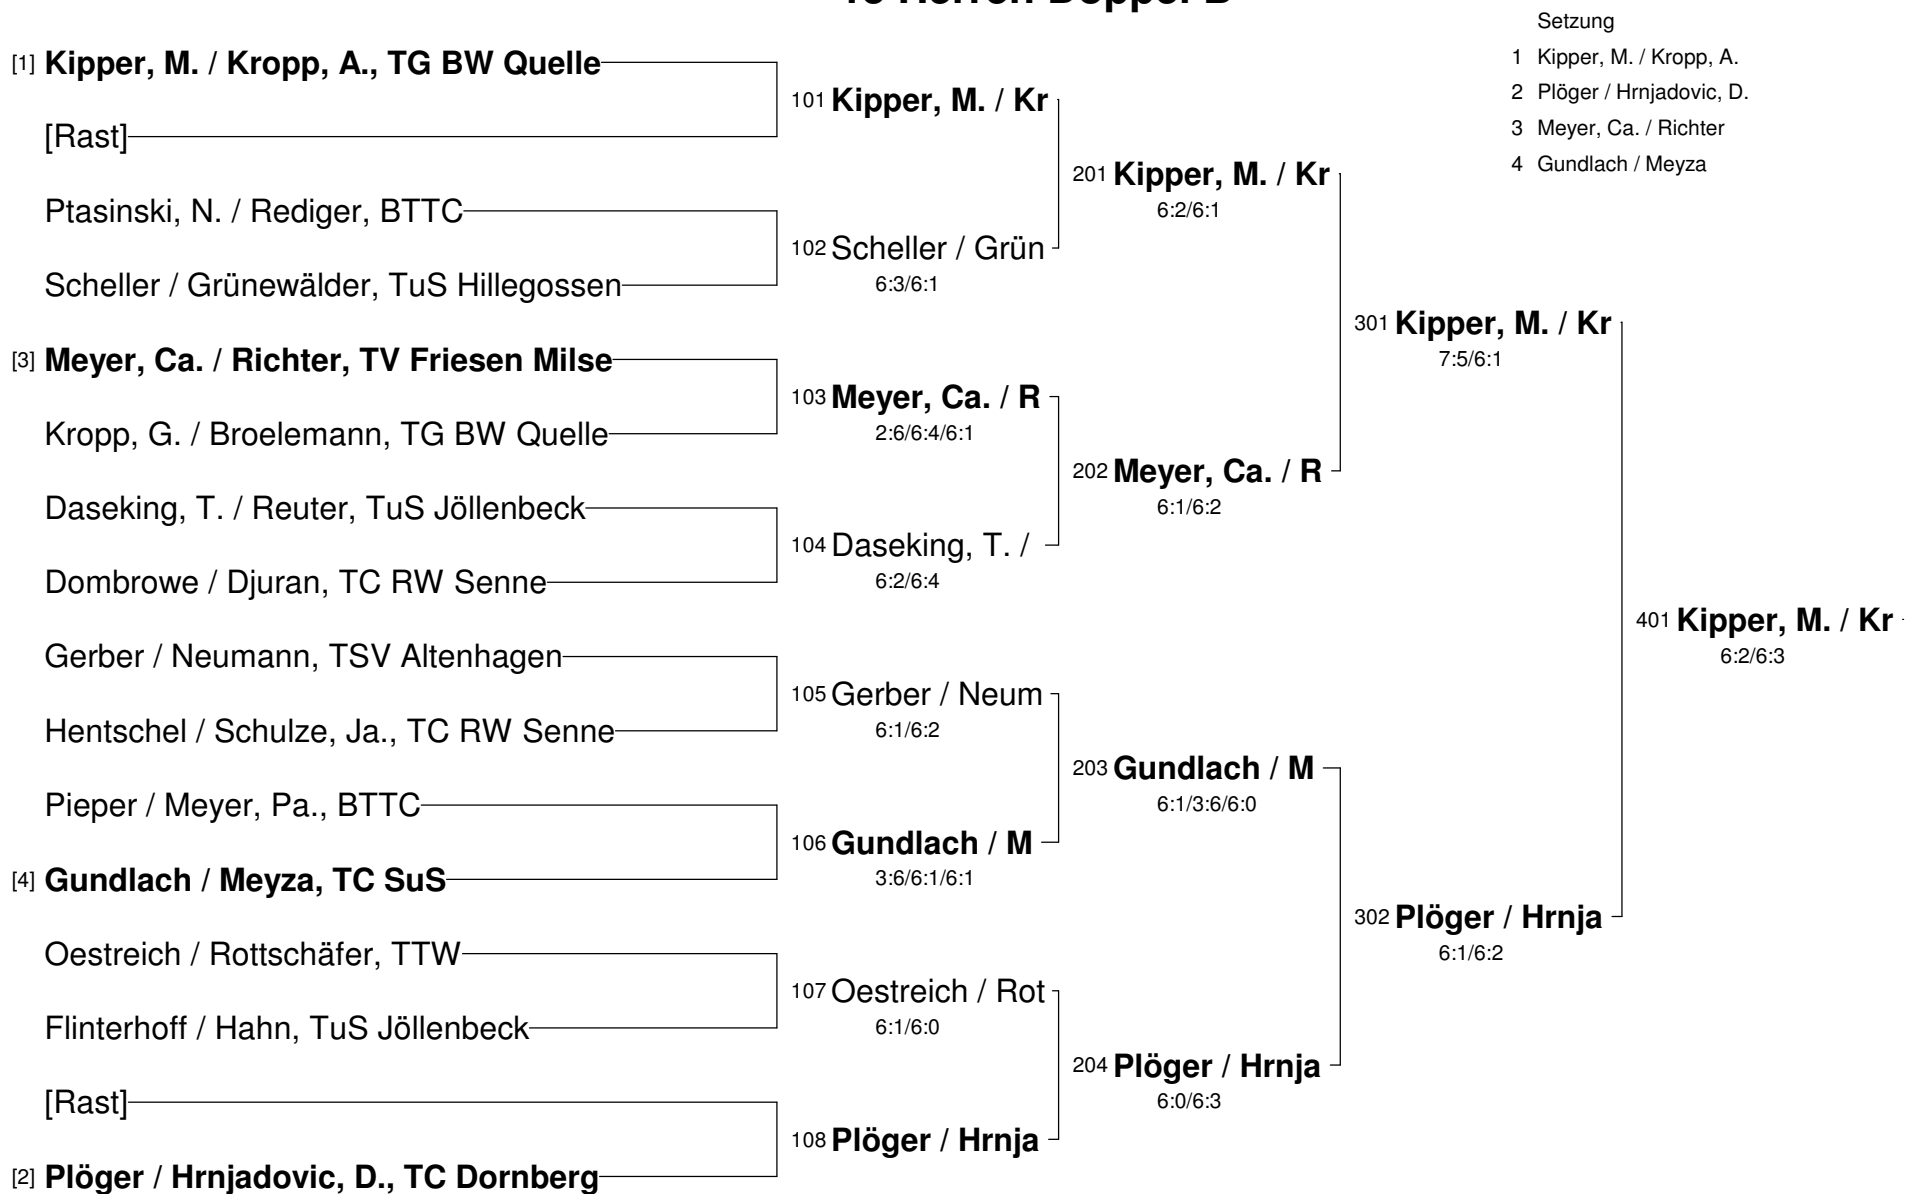 Setzung
1 Kipper, M. / Kropp, A.
2 Plöger / Hrnjadovic, D.
3 Meyer, Ca. / Richter
4 Gundlach / Meyza
[1] Kipper, M. / Kropp, A., TG BW Quelle
[Rast]
Ptasinski, N. / Rediger, BTTC
Scheller / Grünewälder, TuS Hillegossen
[3] Meyer, Ca. / Richter, TV Friesen Milse
Kropp, G. / Broelemann, TG BW Quelle
Daseking, T. / Reuter, TuS Jöllenbeck
Dombrowe / Djuran, TC RW Senne
Gerber / Neumann, TSV Altenhagen
Hentschel / Schulze, Ja., TC RW Senne
Pieper / Meyer, Pa., BTTC
[4] Gundlach / Meyza, TC SuS
Oestreich / Rottschäfer, TTW
Flinterhoff / Hahn, TuS Jöllenbeck
[Rast]
[2] Plöger / Hrnjadovic, D., TC Dornberg
101 Kipper, M. / Kr
102 Scheller / Grün
6:3/6:1
103 Meyer, Ca. / R
2:6/6:4/6:1
104 Daseking, T. /
6:2/6:4
105 Gerber / Neum
6:1/6:2
106 Gundlach / M
3:6/6:1/6:1
107 Oestreich / Rot
6:1/6:0
108 Plöger / Hrnja
201 Kipper, M. / Kr
6:2/6:1
202 Meyer, Ca. / R
6:1/6:2
203 Gundlach / M
6:1/3:6/6:0
204 Plöger / Hrnja
6:0/6:3
301 Kipper, M. / Kr
7:5/6:1
302 Plöger / Hrnja
6:1/6:2
401 Kipper, M. / Kr
6:2/6:3